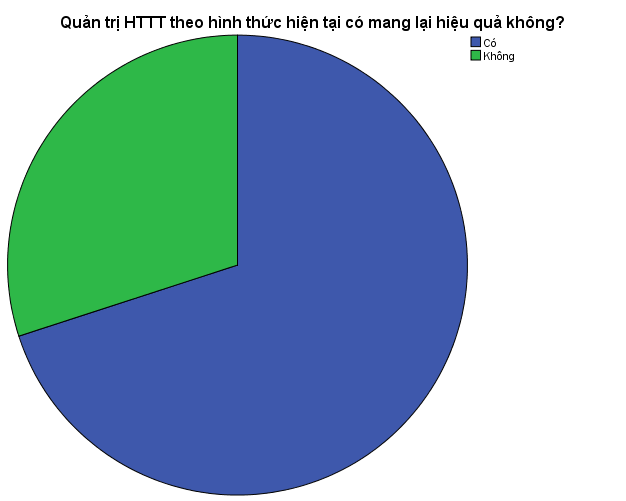 Quản trị HTTT theo hình thức hiện tại có mang lại hiệu quả không?
Có
Không